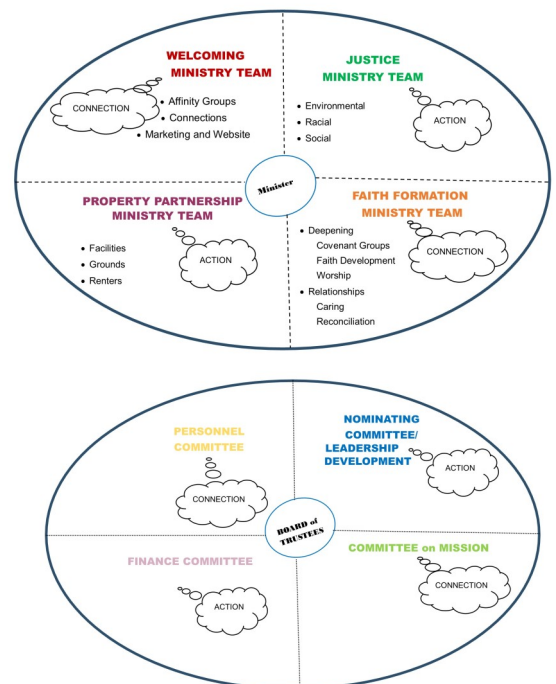 WELCOMING
MINISTRY TEAM
CONNECTION
• Affinity Groups
• Connections
• Marketing and Website
JUSTICE
MINISTRY TEAM
• Environmental
• Racial
• Social
ACTION
Minister
PROPERTY PARTNERSHIP
MINISTRY TEAM
• Facilities
• Grounds
• Renters
ACTION
FAITH FORMATION
MINISTRY TEAM
• Deepening
Covenant Groups
Faith Development
Worship
• Relationships
Caring
Reconciliation
CONNECTION
PERSONNEL
COMMITTEE
CONNECTION
NOMINATING
COMMITTEE/
LEADERSHIP
DEVELOPMENT
ACTION
BOARD of
TRUSTEES
FINANCE COMMITTEE
ACTION
COMMITTEE on MISSION
CONNECTION